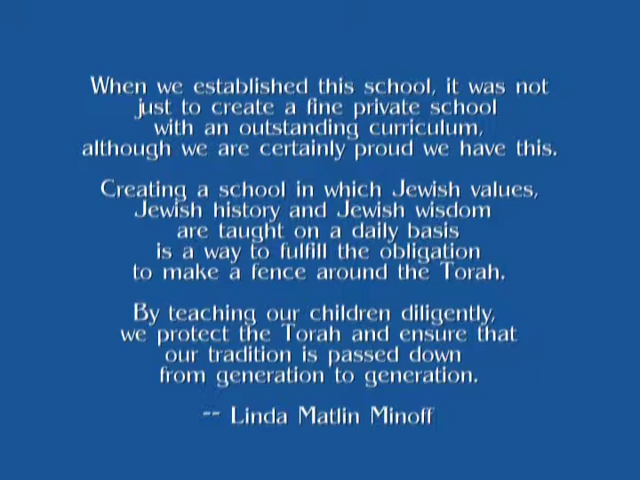 When we established this school, it was not
just to create a fine private school
with an outstanding curriculum,
although we are certainly proud we have this.
Creating a school in which Jewish values,
Jewish history and Jewish wisdom
are taught on a daily basis
is a way to fulfill the obligation
to make a fence around the Torah.
By teaching our children diligently,
we protect the Torah and ensure that
our tradition is passed down
from generation to generation.
-- Linda Matlin Minoff